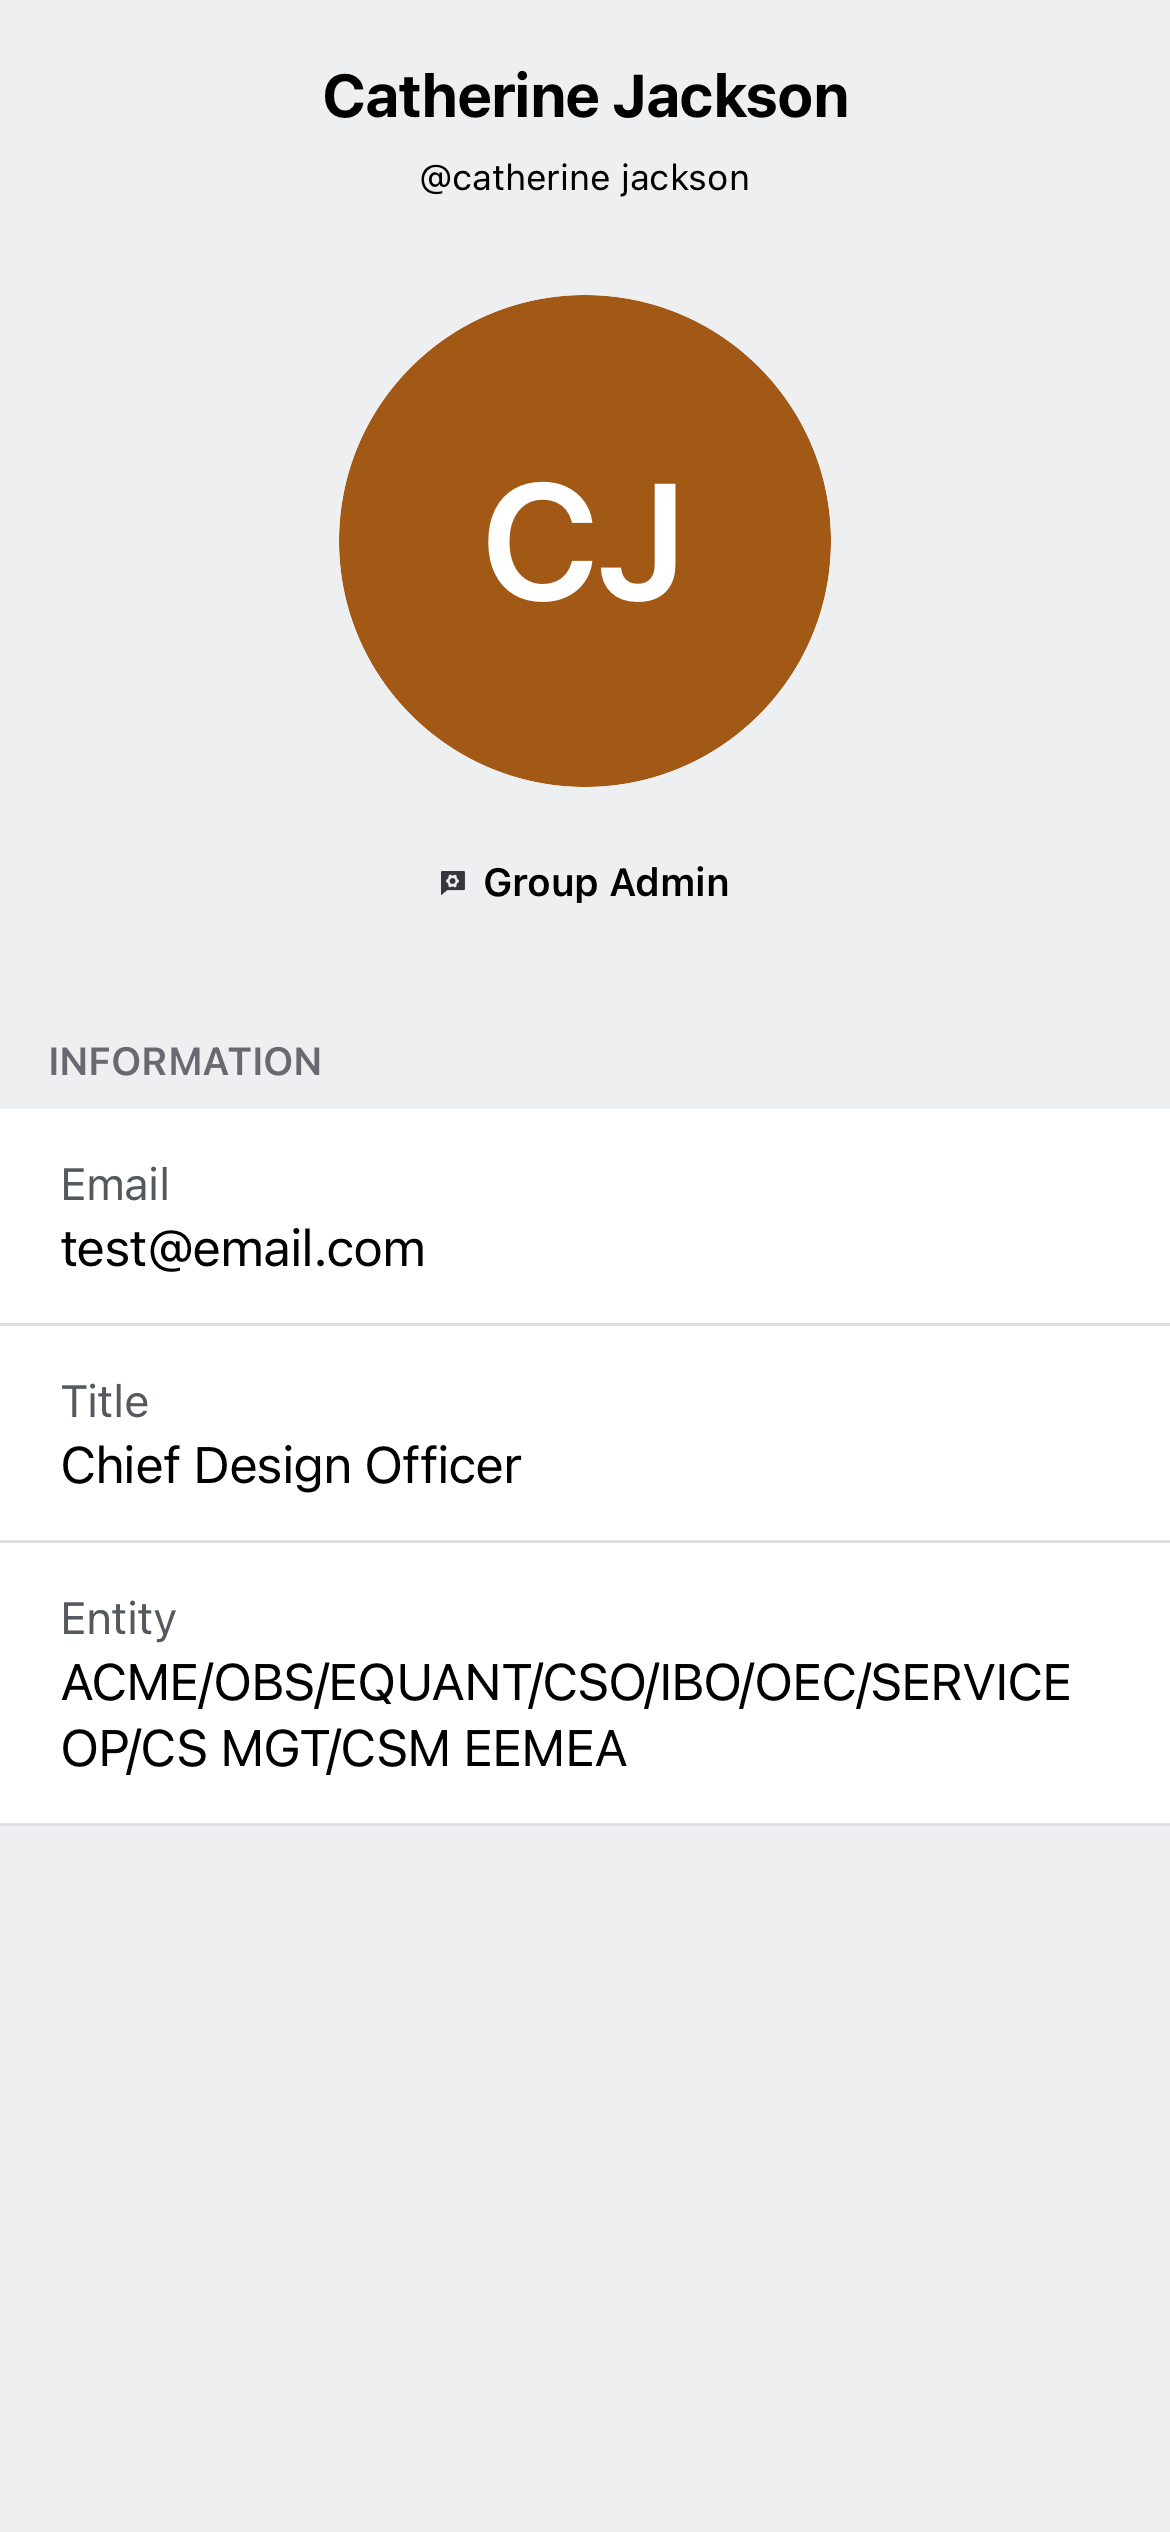 Catherine Jackson
@catherine jackson
CJ
Group Admin
INFORMATION
Email
test@email.com
Title
Chief Design Officer
Entity
ACME/OBS/EQUANT/CSO/IBO/OEC/SERVICE
OP/CS MGT/CSM EEMEA